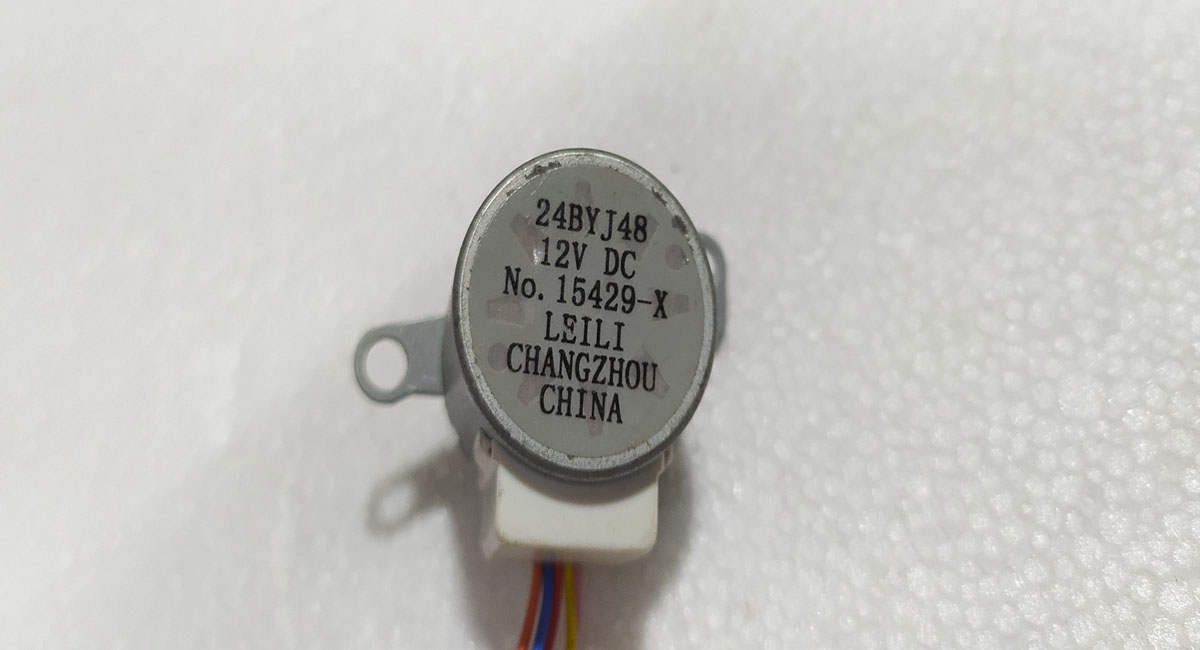 24BYJ48
12V DC
No. 15429-X
LEILI
CHANGZHOU
CHINA